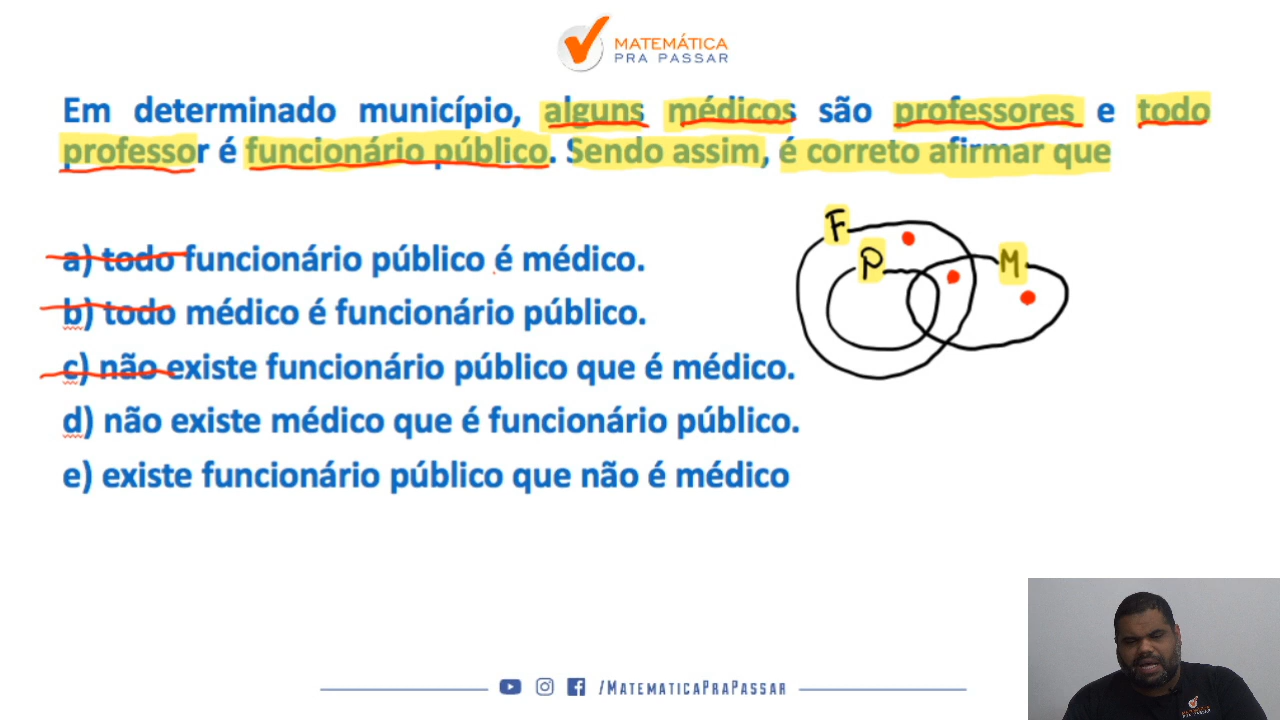 MATEMÁTICA
PRA PASSAR
Em determinado município, alguns médicos são professores e todo
professor é funcionário público. Sendo assim, é correto afirmar que
F
P
M
a) todo funcionário público é médico.
b) todo médico é funcionário público.
c) não existe funcionário público que é médico.
d) não existe médico que é funcionário público.
e) existe funcionário público que não é médico
/MATEMATICAPRAPASSAR